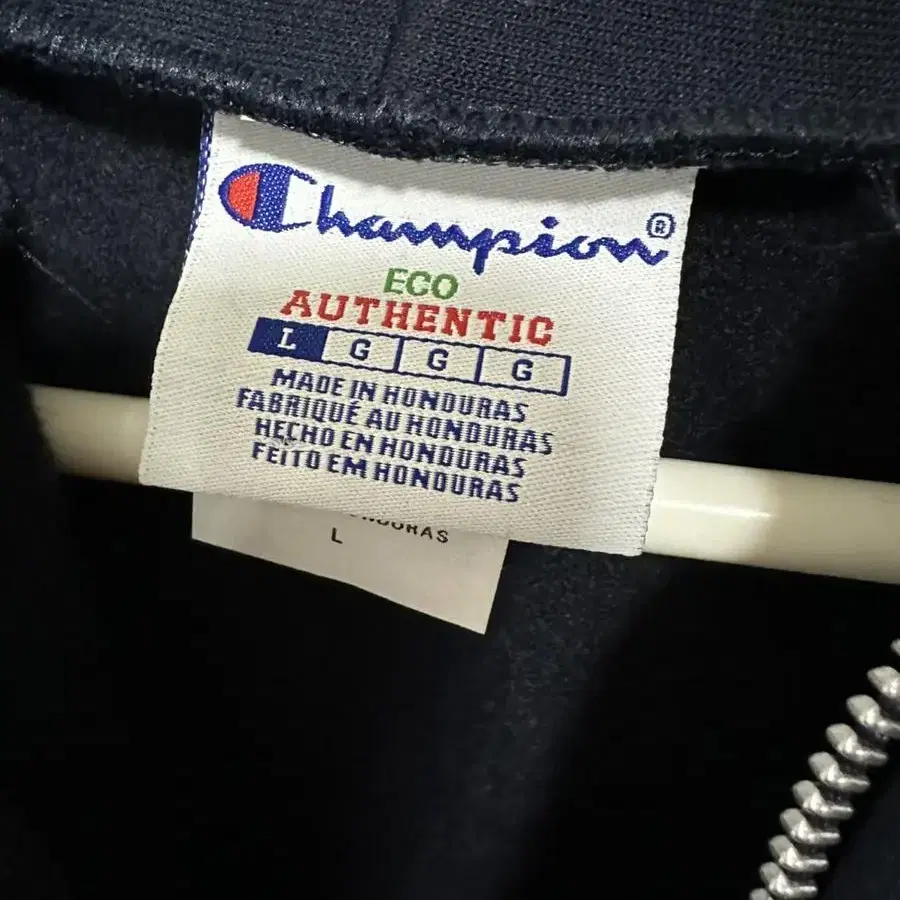 Champion®
ECO
AUTHENTIC
L G G G
MADE IN HONDURAS
FABRIQUÉ AU HONDURAS
HECHO EN HONDURAS
FEITO EM HONDURAS
L